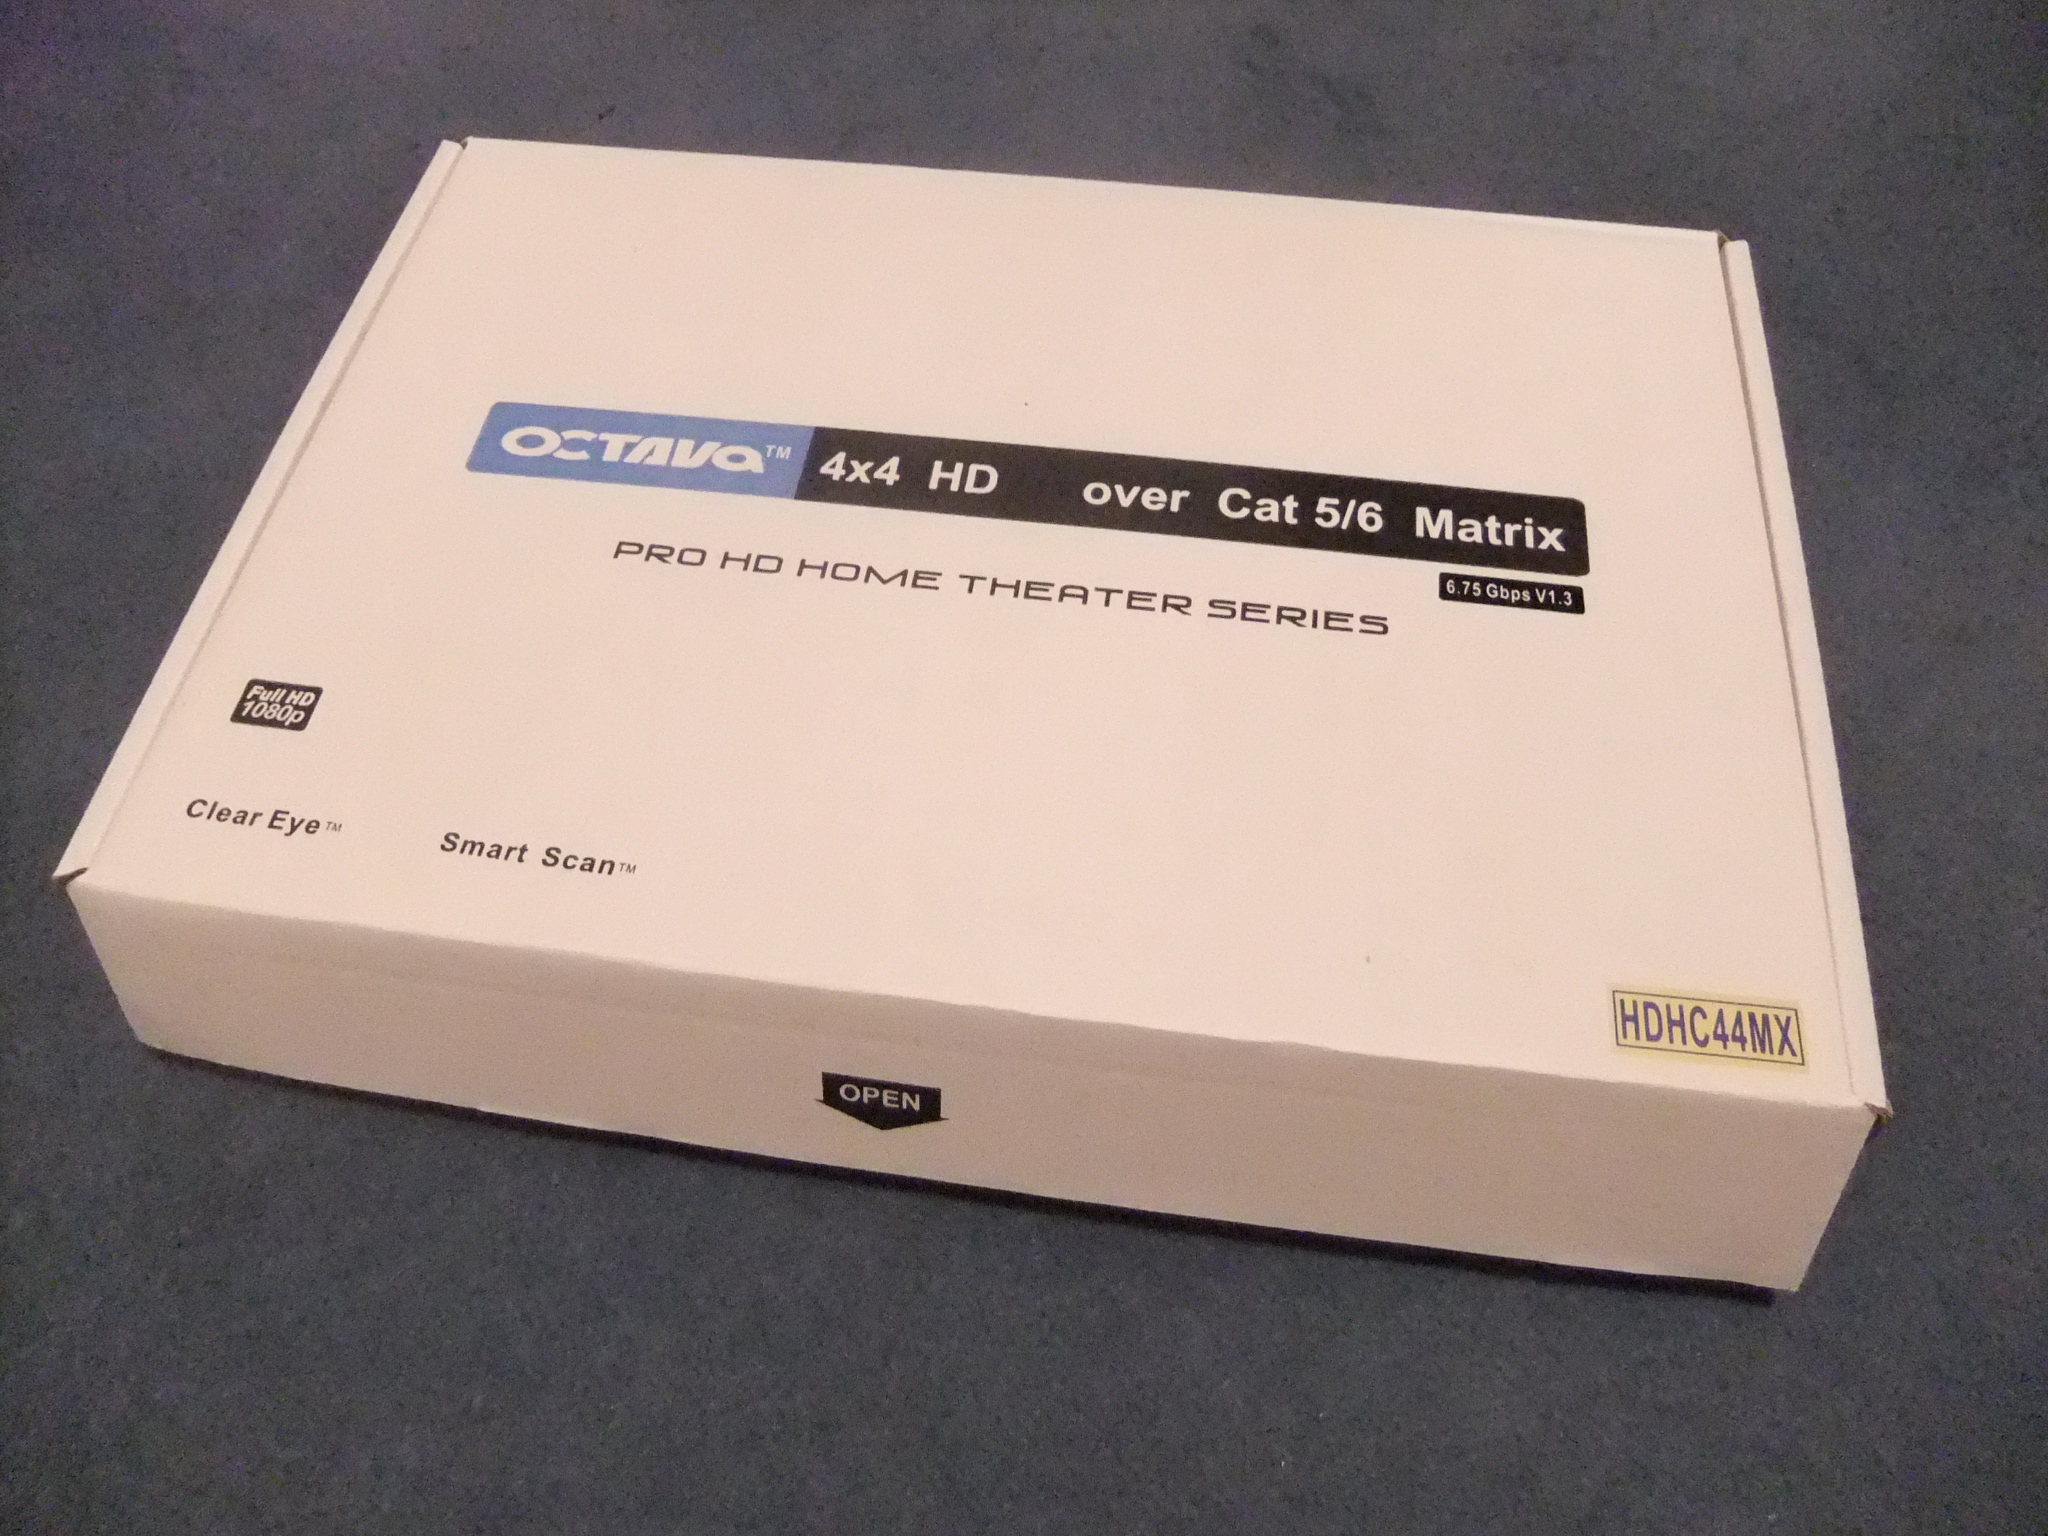 OCTAVA™ 4x4 HD over Cat 5/6 Matrix
6.75 Gbps V1.3
PRO HD HOME THEATER SERIES
Full HD
1080p
Clear Eye™
Smart Scan™
HDHC44MX
OPEN